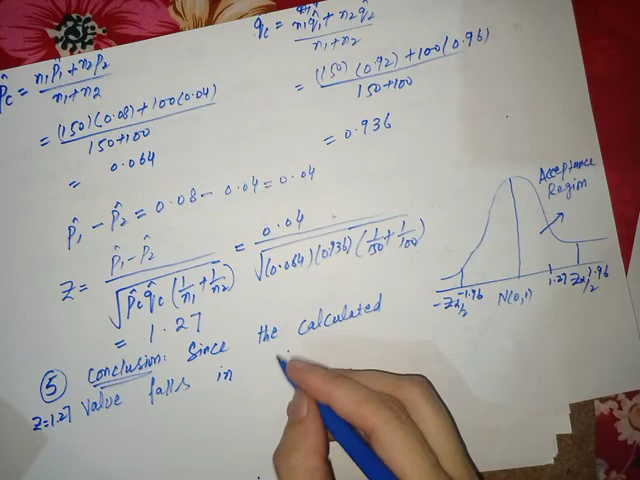 p̂c = n₁p̂₁ + n₂p̂₂ / n₁ + n₂
= (150)(0.08) + 100(0.04) / 150+100
= 0.064
q̂c = n₁q̂₁ + n₂q̂₂ / n₁ + n₂
= (150)(0.92) + 100(0.96) / 150+100
= 0.936
p̂₁ - p̂₂ = 0.08 - 0.04 = 0.04
Z = p̂₁ - p̂₂ / √p̂c q̂c (1/n₁ + 1/n₂) = 0.04 / √(0.064)(0.936)(1/150 + 1/100)
= 1.27
Acceptance
Region
-1.96 1.27 1.96
-Zα/2 N(0,1) Zα/2
5 Conclusion: Since the calculated
Z=1.27 value falls in